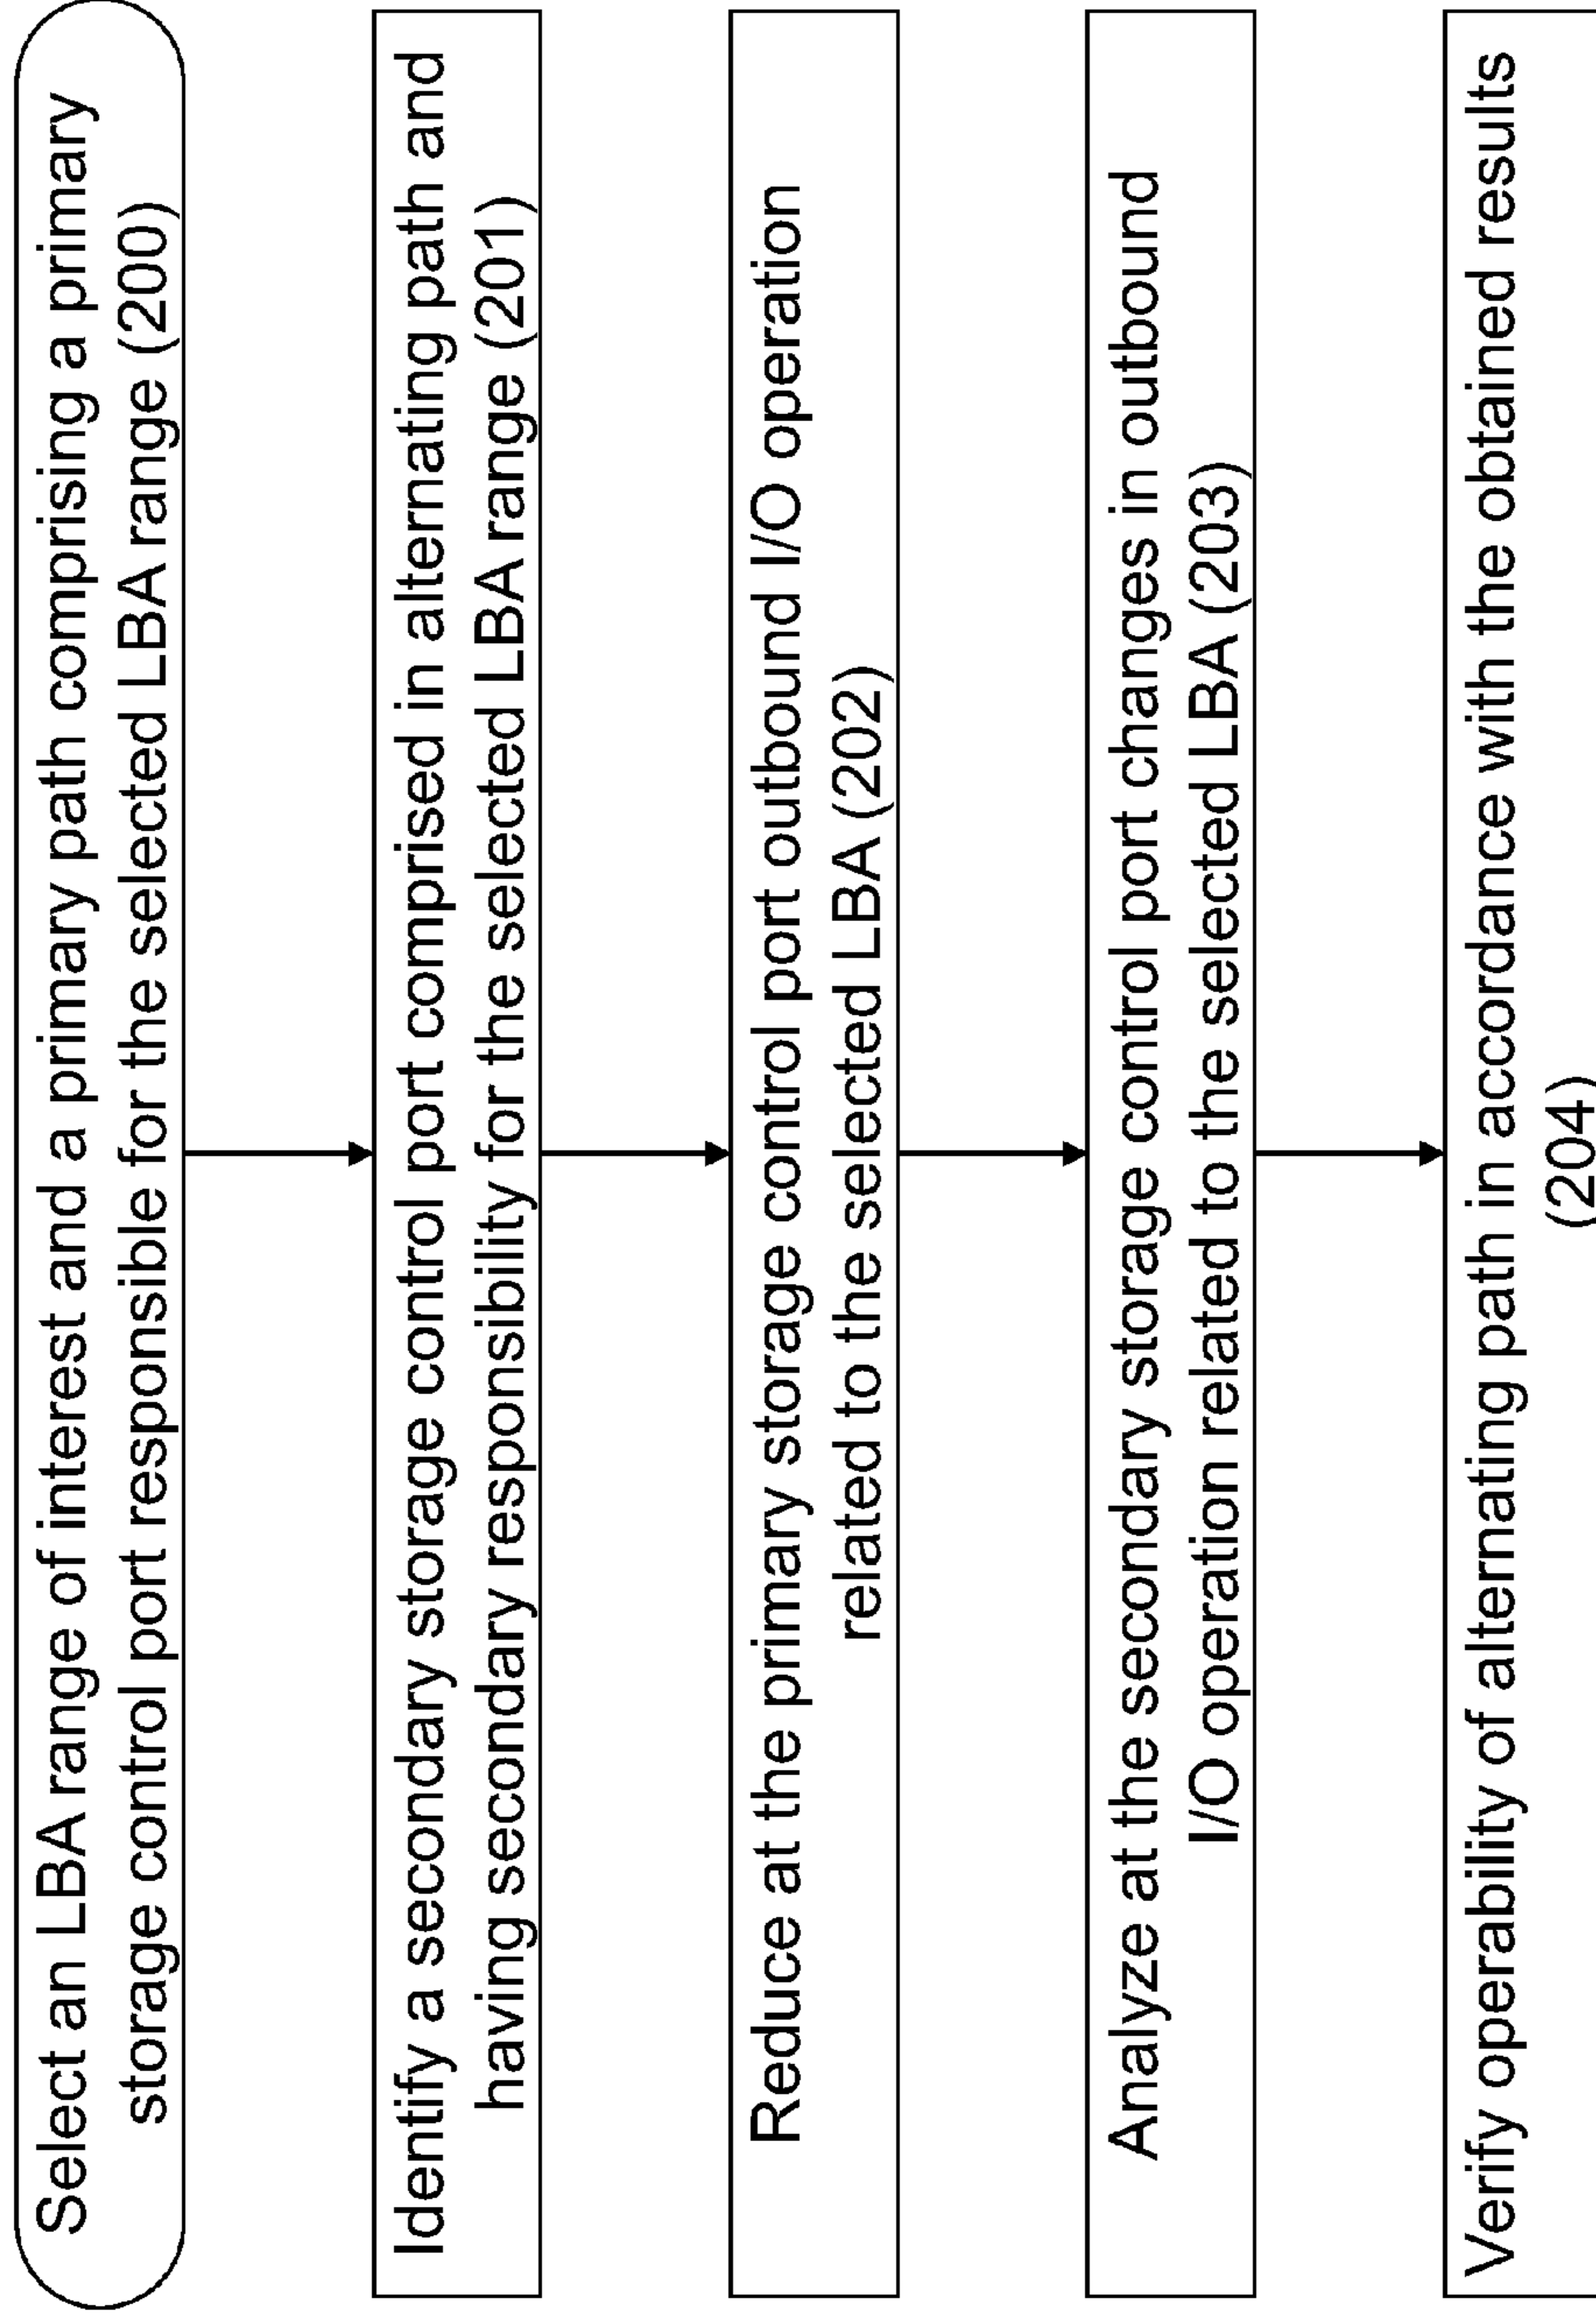 Select an LBA range of interest and a primary path comprising a primary
storage control port responsible for the selected LBA range (200)
Identify a secondary storage control port comprised in alternating path and
having secondary responsibility for the selected LBA range (201)
Reduce at the primary storage control port outbound I/O operation
related to the selected LBA (202)
Analyze at the secondary storage control port changes in outbound
I/O operation related to the selected LBA (203)
Verify operability of alternating path in accordance with the obtained results
(204)